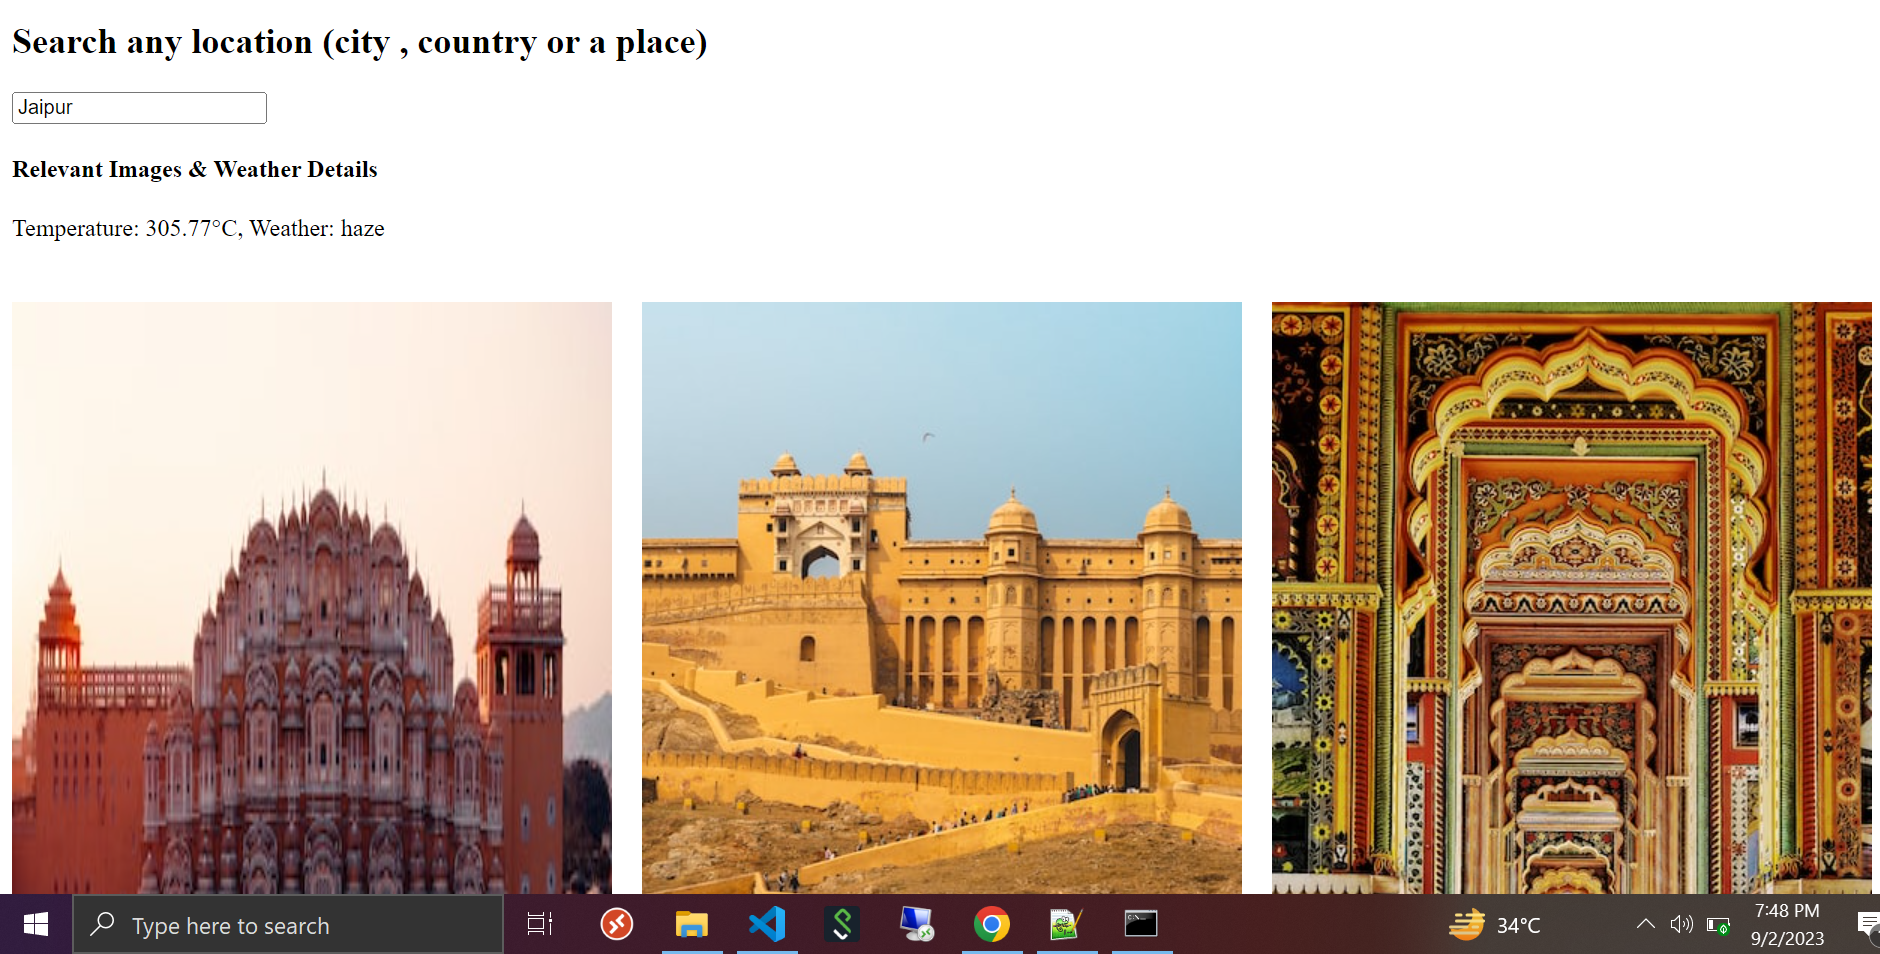 Search any location (city , country or a place)
Jaipur
Relevant Images & Weather Details
Temperature: 305.77°C, Weather: haze
Type here to search
34°C
7:48 PM
9/2/2023